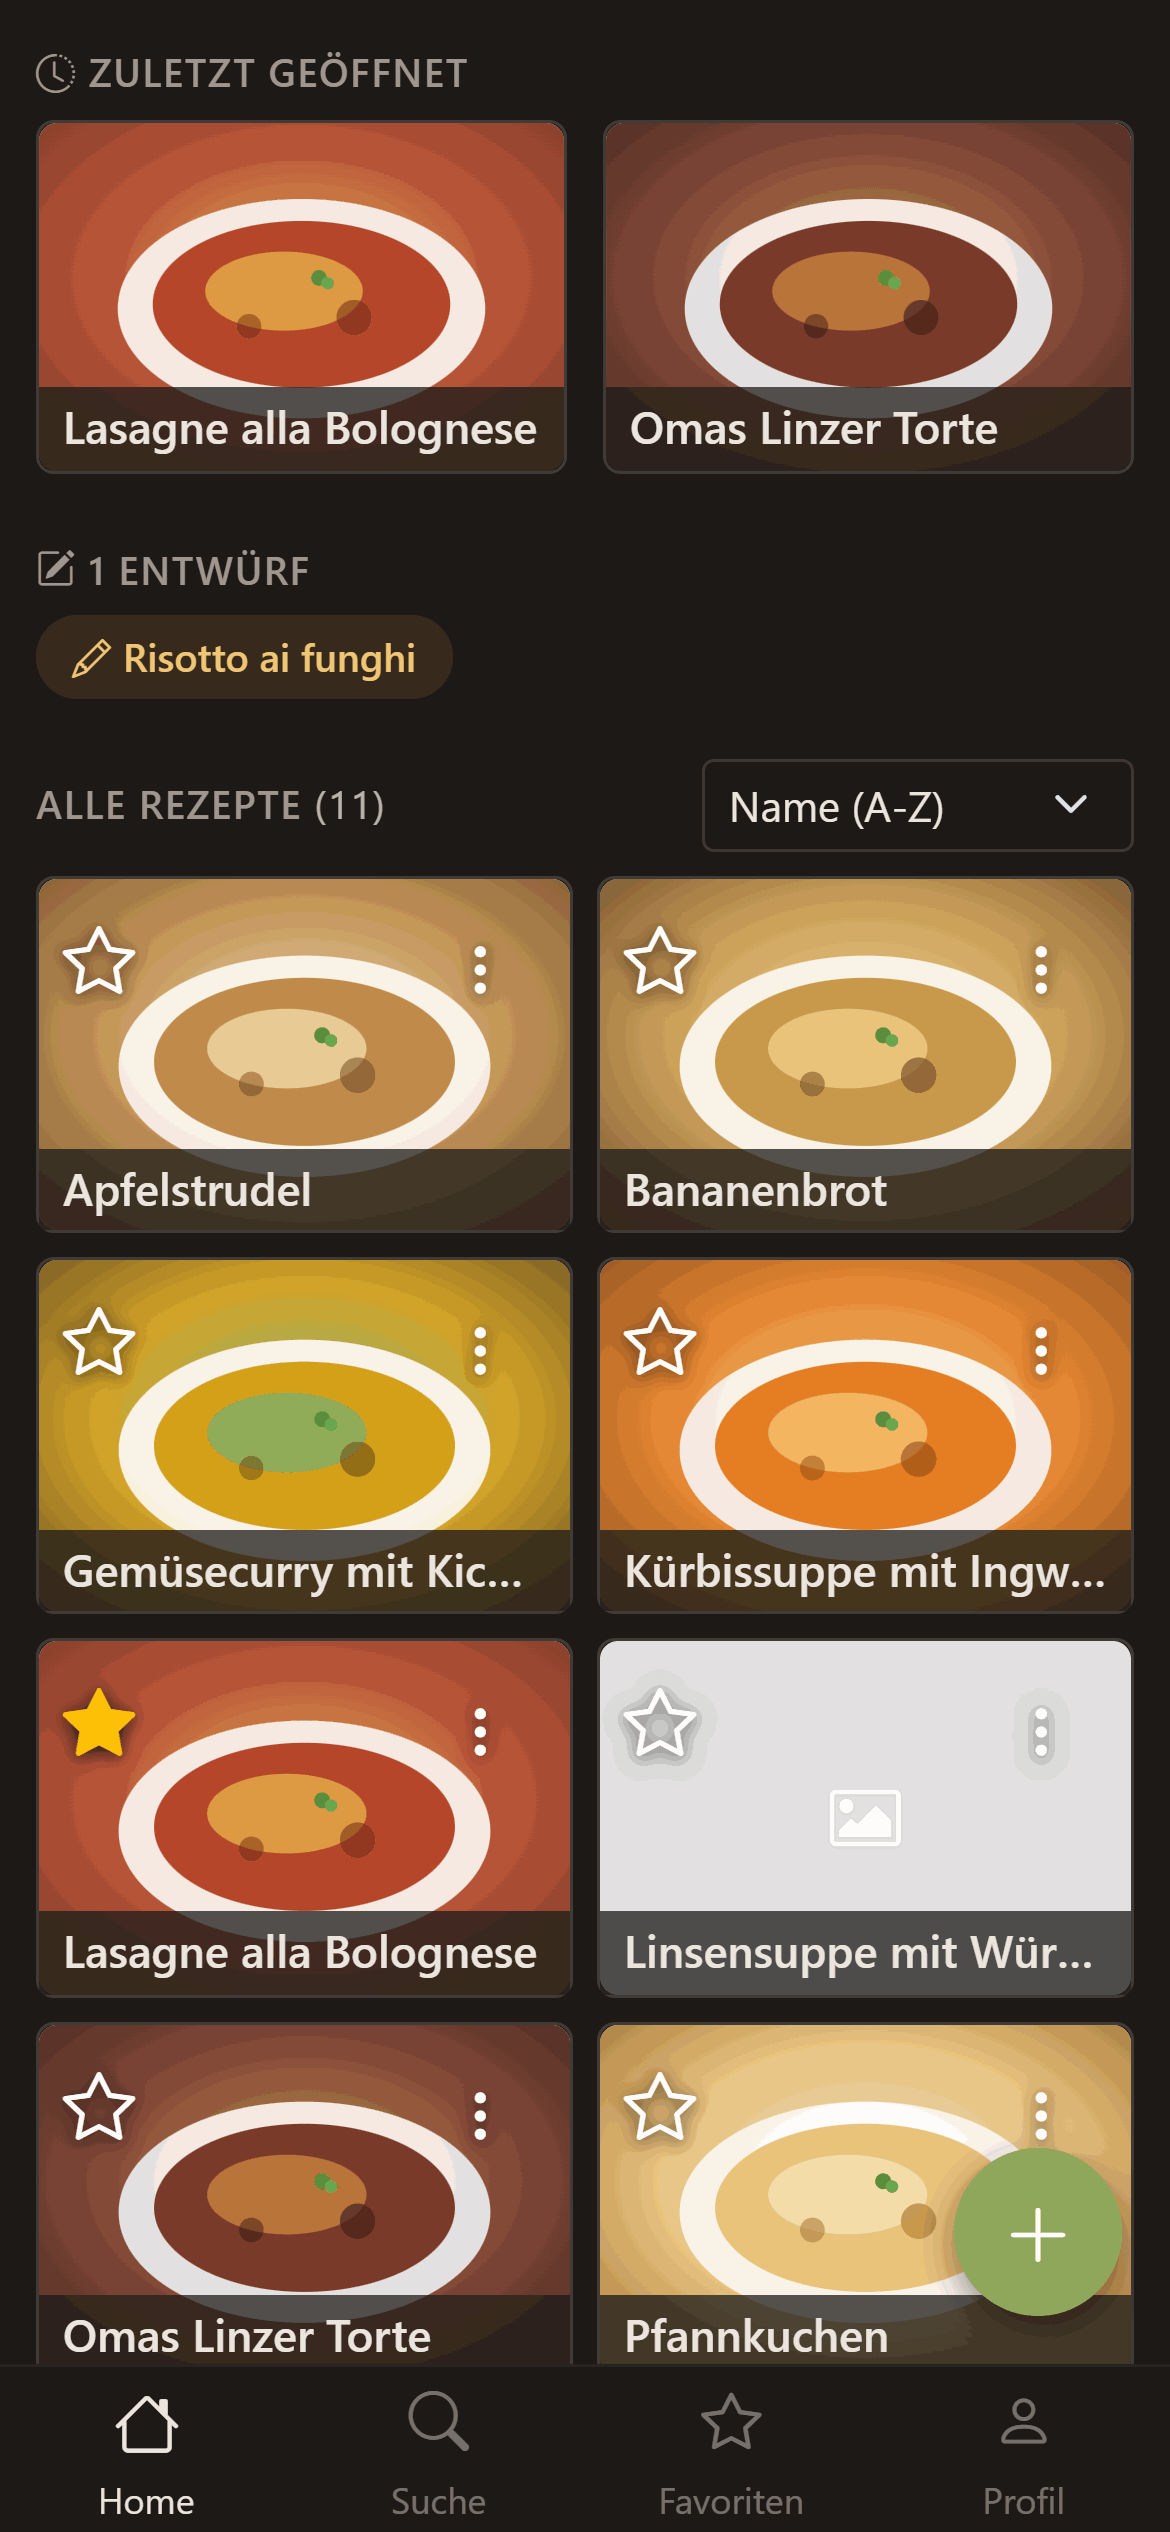 ZULETZT GEÖFFNET
Lasagne alla Bolognese
Omas Linzer Torte
1 ENTWÜRF
Risotto ai funghi
ALLE REZEPTE (11)
Name (A-Z)
Apfelstrudel
Bananenbrot
Gemüsecurry mit Kic...
Kürbissuppe mit Ingw...
Lasagne alla Bolognese
Linsensuppe mit Wür...
Omas Linzer Torte
Pfannkuchen
Home
Suche
Favoriten
Profil